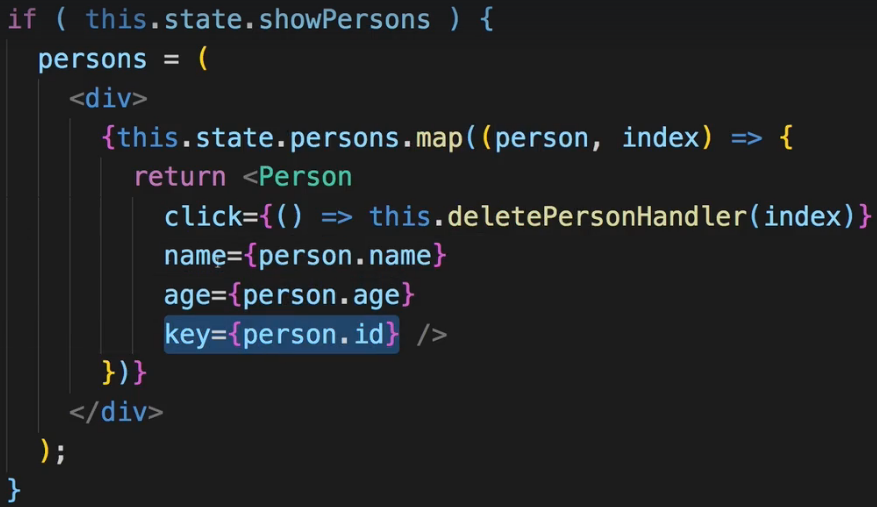 if ( this.state.showPersons ) {
persons = (
<div>
{this.state.persons.map((person, index) => {
return <Person
click={() => this.deletePersonHandler(index)}
name={person.name}
age={person.age}
key={person.id} />
})}
</div>
);
}